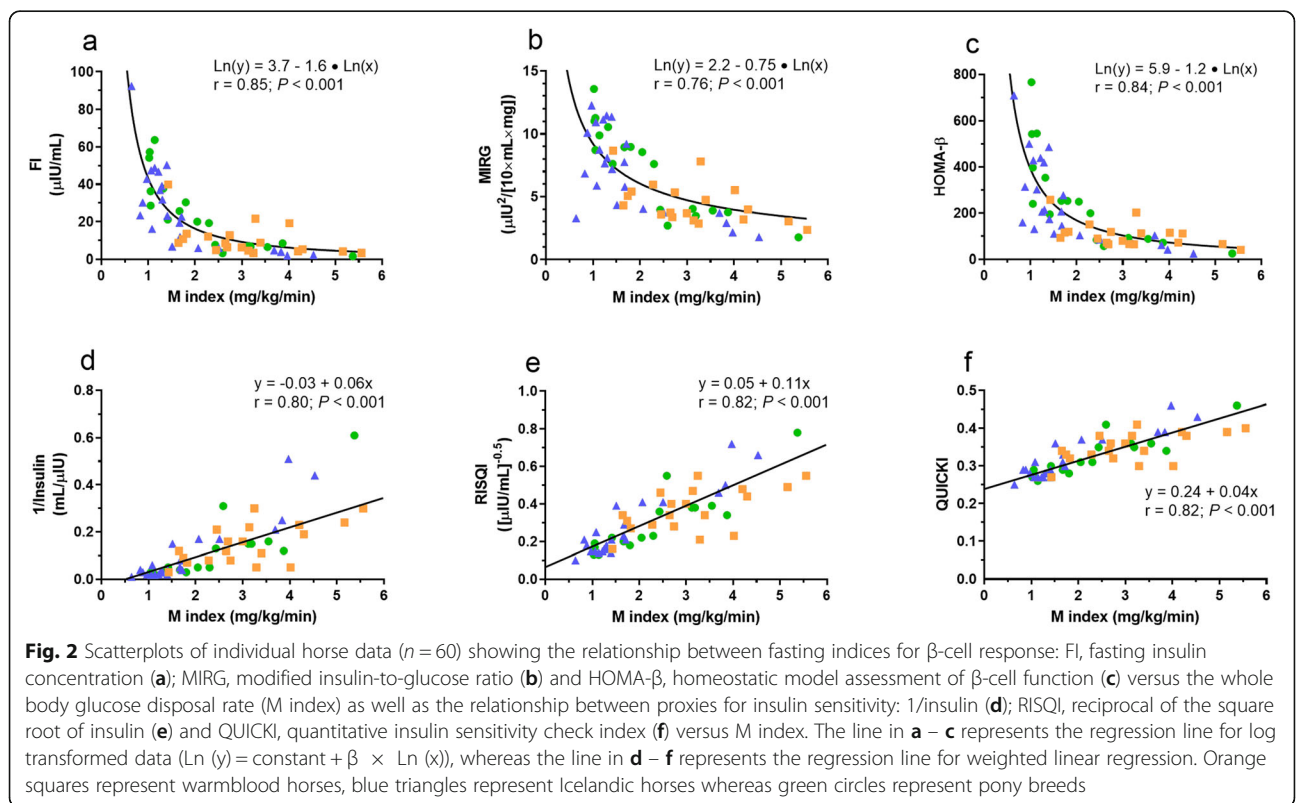 a
Ln(y) = 3.7 - 1.6 • Ln(x)
r = 0.85; P < 0.001
100
80
60
40
20
0
FI
(µIU/mL)
0 1 2 3 4 5 6
M index (mg/kg/min)
b
Ln(y) = 2.2 - 0.75 • Ln(x)
r = 0.76; P < 0.001
15
10
5
0
MIRG
(µIU²/[10×mL×mg])
0 1 2 3 4 5 6
M index (mg/kg/min)
c
Ln(y) = 5.9 - 1.2 • Ln(x)
r = 0.84; P < 0.001
800
600
400
200
0
HOMA-β
0 1 2 3 4 5 6
M index (mg/kg/min)
d
y = -0.03 + 0.06x
r = 0.80; P < 0.001
0.8
0.6
0.4
0.2
0.0
1/Insulin
(mL/µIU)
0 1 2 3 4 5 6
M index (mg/kg/min)
e
y = 0.05 + 0.11x
r = 0.82; P < 0.001
1.0
0.8
0.6
0.4
0.2
0.0
RISQI
([µIU/mL]⁻⁰·⁵)
0 1 2 3 4 5 6
M index (mg/kg/min)
f
0.5
0.4
0.3
0.2
0.1
0.0
QUICKI
y = 0.24 + 0.04x
r = 0.82; P < 0.001
0 1 2 3 4 5 6
M index (mg/kg/min)
Fig. 2 Scatterplots of individual horse data (n = 60) showing the relationship between fasting indices for β-cell response: FI, fasting insulin
concentration (a); MIRG, modified insulin-to-glucose ratio (b) and HOMA-β, homeostatic model assessment of β-cell function (c) versus the whole
body glucose disposal rate (M index) as well as the relationship between proxies for insulin sensitivity: 1/insulin (d); RISQI, reciprocal of the square
root of insulin (e) and QUICKI, quantitative insulin sensitivity check index (f) versus M index. The line in a – c represents the regression line for log
transformed data (Ln (y) = constant + β × Ln (x)), whereas the line in d – f represents the regression line for weighted linear regression. Orange
squares represent warmblood horses, blue triangles represent Icelandic horses whereas green circles represent pony breeds